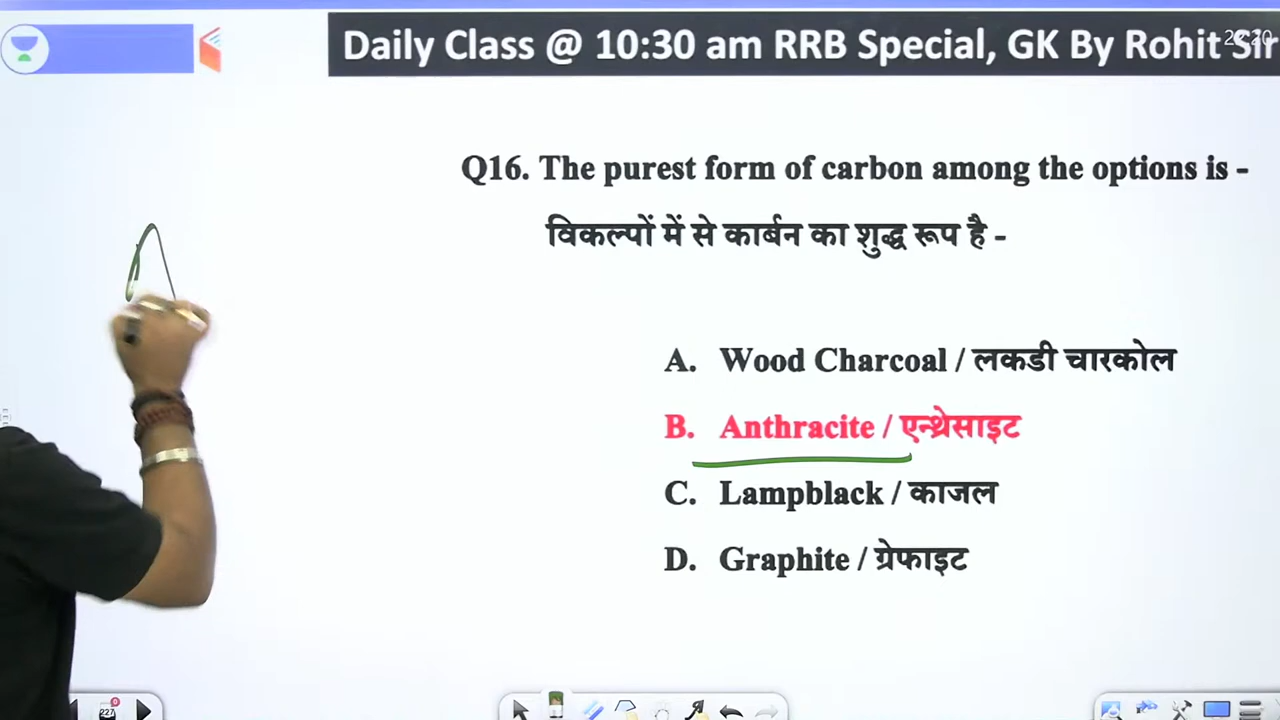 Daily Class @ 10:30 am RRB Special, GK By Rohit Sir
Q16. The purest form of carbon among the options is -
विकल्पों में से कार्बन का शुद्ध रूप है -
A. Wood Charcoal / लकडी चारकोल
B. Anthracite / एन्थ्रेसाइट
C. Lampblack / काजल
D. Graphite / ग्रेफाइट
227